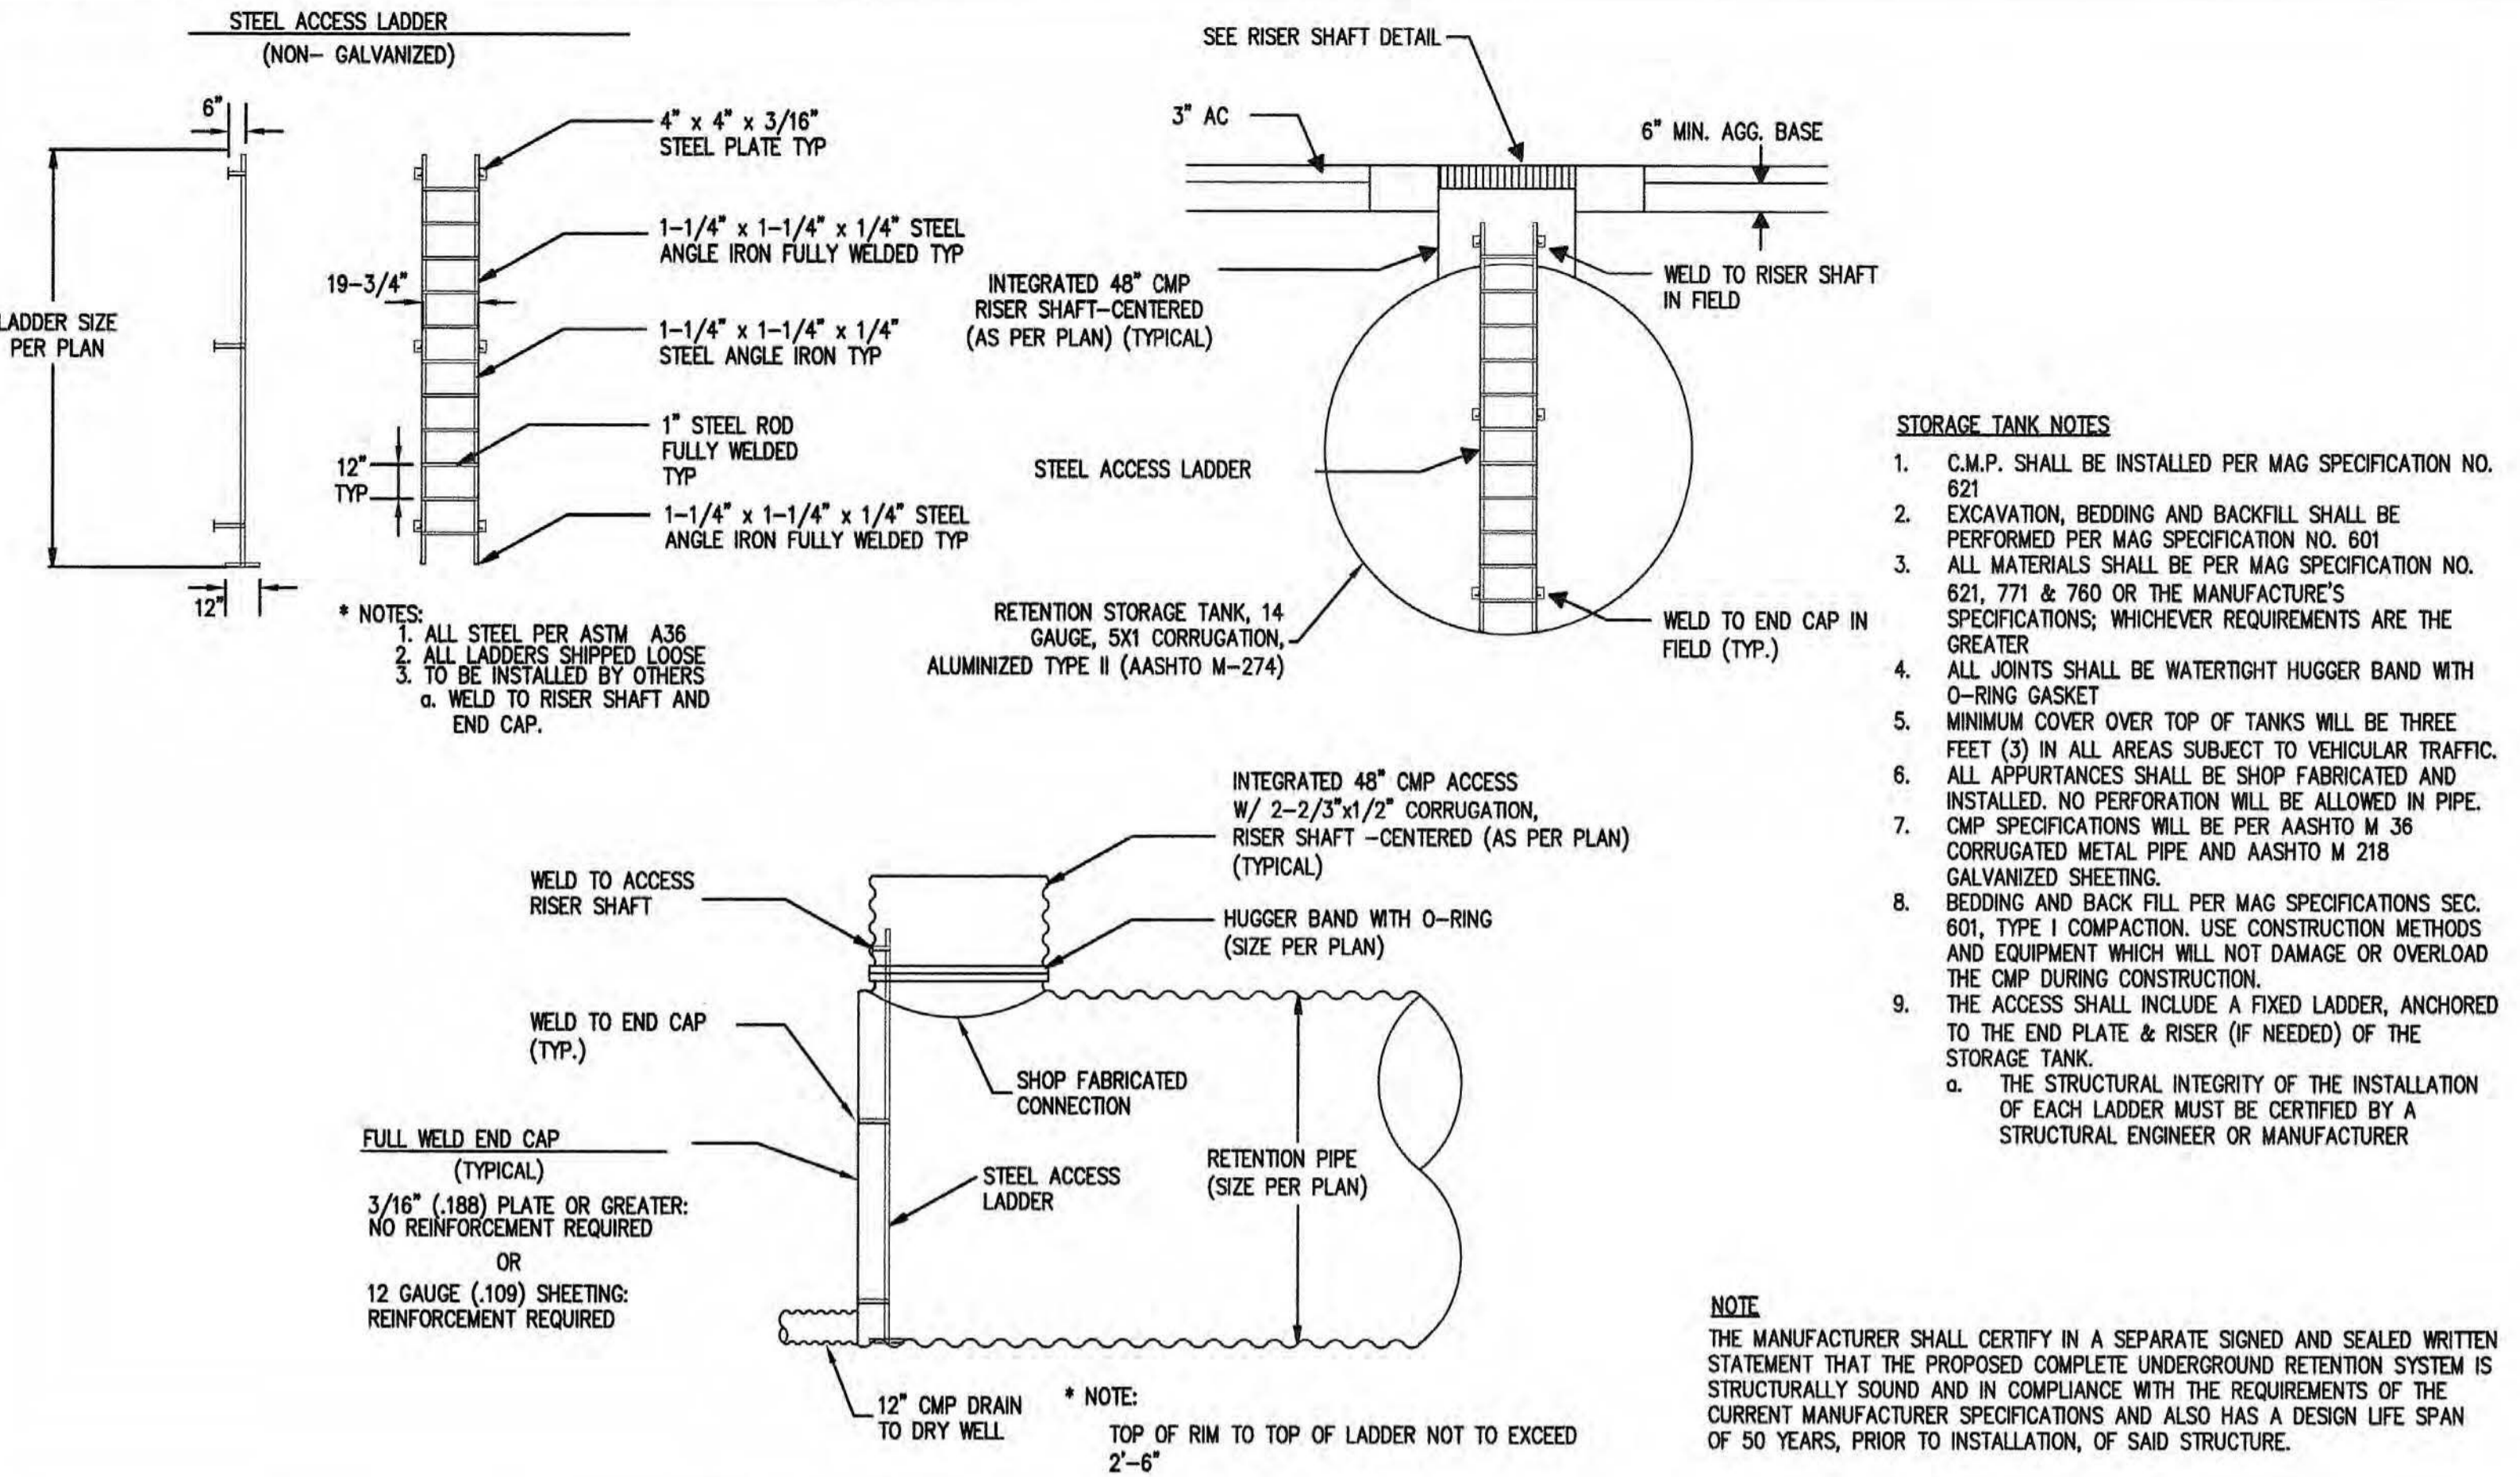 STEEL ACCESS LADDER
(NON- GALVANIZED)
6"
LADDER SIZE
PER PLAN
12"
19-3/4"
12"
TYP
4" x 4" x 3/16"
STEEL PLATE TYP
1-1/4" x 1-1/4" x 1/4" STEEL
ANGLE IRON FULLY WELDED TYP
1-1/4" x 1-1/4" x 1/4"
STEEL ANGLE IRON TYP
1" STEEL ROD
FULLY WELDED
TYP
1-1/4" x 1-1/4" x 1/4" STEEL
ANGLE IRON FULLY WELDED TYP
* NOTES:
1. ALL STEEL PER ASTM A36
2. ALL LADDERS SHIPPED LOOSE
3. TO BE INSTALLED BY OTHERS
a. WELD TO RISER SHAFT AND
END CAP.
SEE RISER SHAFT DETAIL
3" AC
6" MIN. AGG. BASE
INTEGRATED 48" CMP
RISER SHAFT-CENTERED
(AS PER PLAN) (TYPICAL)
WELD TO RISER SHAFT
IN FIELD
STEEL ACCESS LADDER
RETENTION STORAGE TANK, 14
GAUGE, 5X1 CORRUGATION,
ALUMINIZED TYPE II (AASHTO M-274)
WELD TO END CAP IN
FIELD (TYP.)
INTEGRATED 48" CMP ACCESS
W/ 2-2/3"x1/2" CORRUGATION,
RISER SHAFT -CENTERED (AS PER PLAN)
(TYPICAL)
WELD TO ACCESS
RISER SHAFT
HUGGER BAND WITH O-RING
(SIZE PER PLAN)
WELD TO END CAP
(TYP.)
SHOP FABRICATED
CONNECTION
FULL WELD END CAP
(TYPICAL)
3/16" (.188) PLATE OR GREATER:
NO REINFORCEMENT REQUIRED
OR
12 GAUGE (.109) SHEETING:
REINFORCEMENT REQUIRED
STEEL ACCESS
LADDER
RETENTION PIPE
(SIZE PER PLAN)
12" CMP DRAIN
TO DRY WELL
* NOTE:
TOP OF RIM TO TOP OF LADDER NOT TO EXCEED
2'-6"
STORAGE TANK NOTES
1. C.M.P. SHALL BE INSTALLED PER MAG SPECIFICATION NO.
621
2. EXCAVATION, BEDDING AND BACKFILL SHALL BE
PERFORMED PER MAG SPECIFICATION NO. 601
3. ALL MATERIALS SHALL BE PER MAG SPECIFICATION NO.
621, 771 & 760 OR THE MANUFACTURE'S
SPECIFICATIONS; WHICHEVER REQUIREMENTS ARE THE
GREATER
4. ALL JOINTS SHALL BE WATERTIGHT HUGGER BAND WITH
O-RING GASKET
5. MINIMUM COVER OVER TOP OF TANKS WILL BE THREE
FEET (3) IN ALL AREAS SUBJECT TO VEHICULAR TRAFFIC.
6. ALL APPURTANCES SHALL BE SHOP FABRICATED AND
INSTALLED. NO PERFORATION WILL BE ALLOWED IN PIPE.
7. CMP SPECIFICATIONS WILL BE PER AASHTO M 36
CORRUGATED METAL PIPE AND AASHTO M 218
GALVANIZED SHEETING.
8. BEDDING AND BACK FILL PER MAG SPECIFICATIONS SEC.
601, TYPE I COMPACTION. USE CONSTRUCTION METHODS
AND EQUIPMENT WHICH WILL NOT DAMAGE OR OVERLOAD
THE CMP DURING CONSTRUCTION.
9. THE ACCESS SHALL INCLUDE A FIXED LADDER, ANCHORED
TO THE END PLATE & RISER (IF NEEDED) OF THE
STORAGE TANK.
a. THE STRUCTURAL INTEGRITY OF THE INSTALLATION
OF EACH LADDER MUST BE CERTIFIED BY A
STRUCTURAL ENGINEER OR MANUFACTURER
NOTE
THE MANUFACTURER SHALL CERTIFY IN A SEPARATE SIGNED AND SEALED WRITTEN
STATEMENT THAT THE PROPOSED COMPLETE UNDERGROUND RETENTION SYSTEM IS
STRUCTURALLY SOUND AND IN COMPLIANCE WITH THE REQUIREMENTS OF THE
CURRENT MANUFACTURER SPECIFICATIONS AND ALSO HAS A DESIGN LIFE SPAN
OF 50 YEARS, PRIOR TO INSTALLATION, OF SAID STRUCTURE.